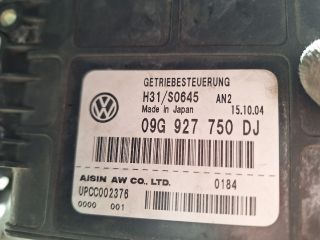 GETRIEBESTEUERUNG
H31/S0645 AN2
Made in Japan 15.10.04
09G 927 750 DJ
AISIN AW CO., LTD. 0184
UPCC002376
0000 001